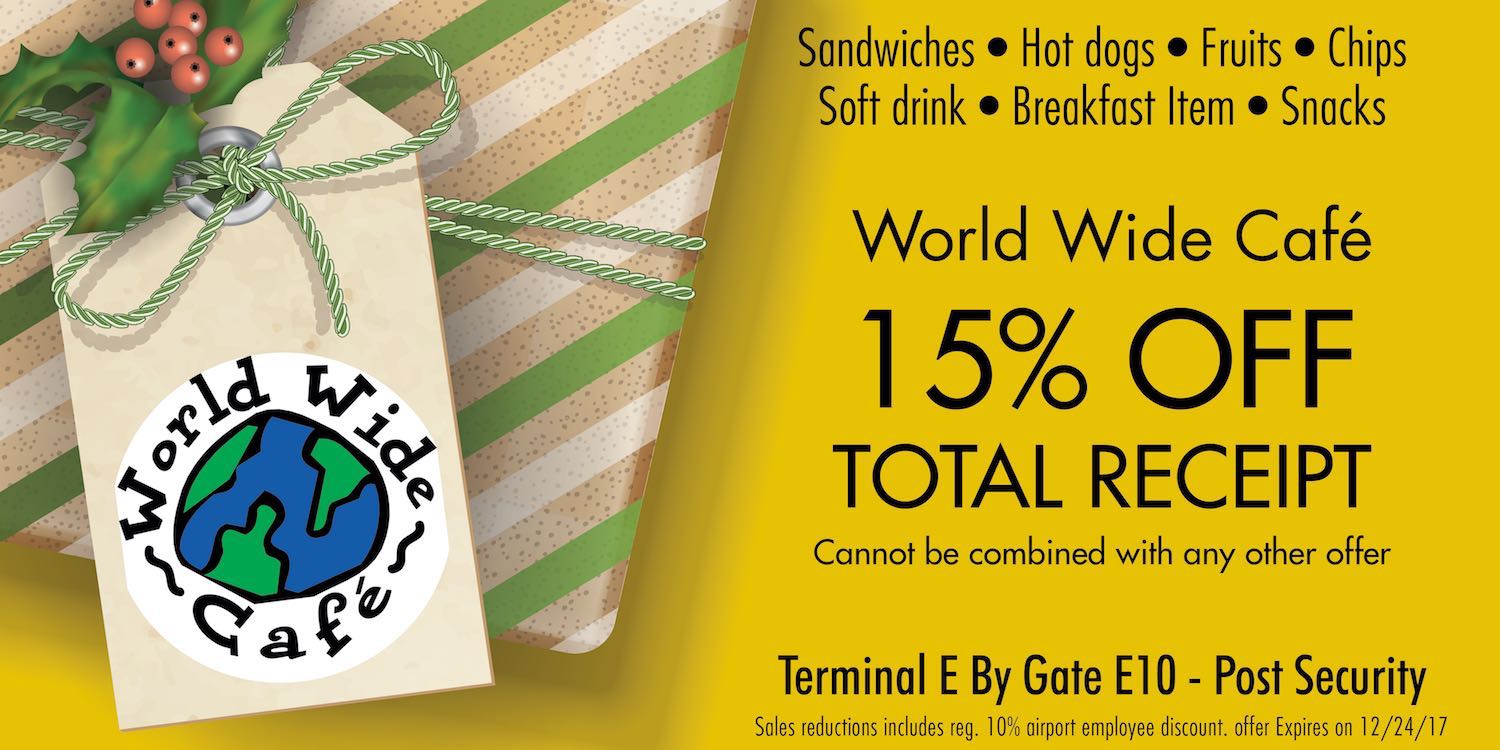 Sandwiches • Hot dogs • Fruits • Chips
Soft drink • Breakfast Item • Snacks
World Wide Café
15% OFF
TOTAL RECEIPT
Cannot be combined with any other offer
Terminal E By Gate E10 - Post Security
Sales reductions includes reg. 10% airport employee discount. offer Expires on 12/24/17
World Wide
~ Café ~